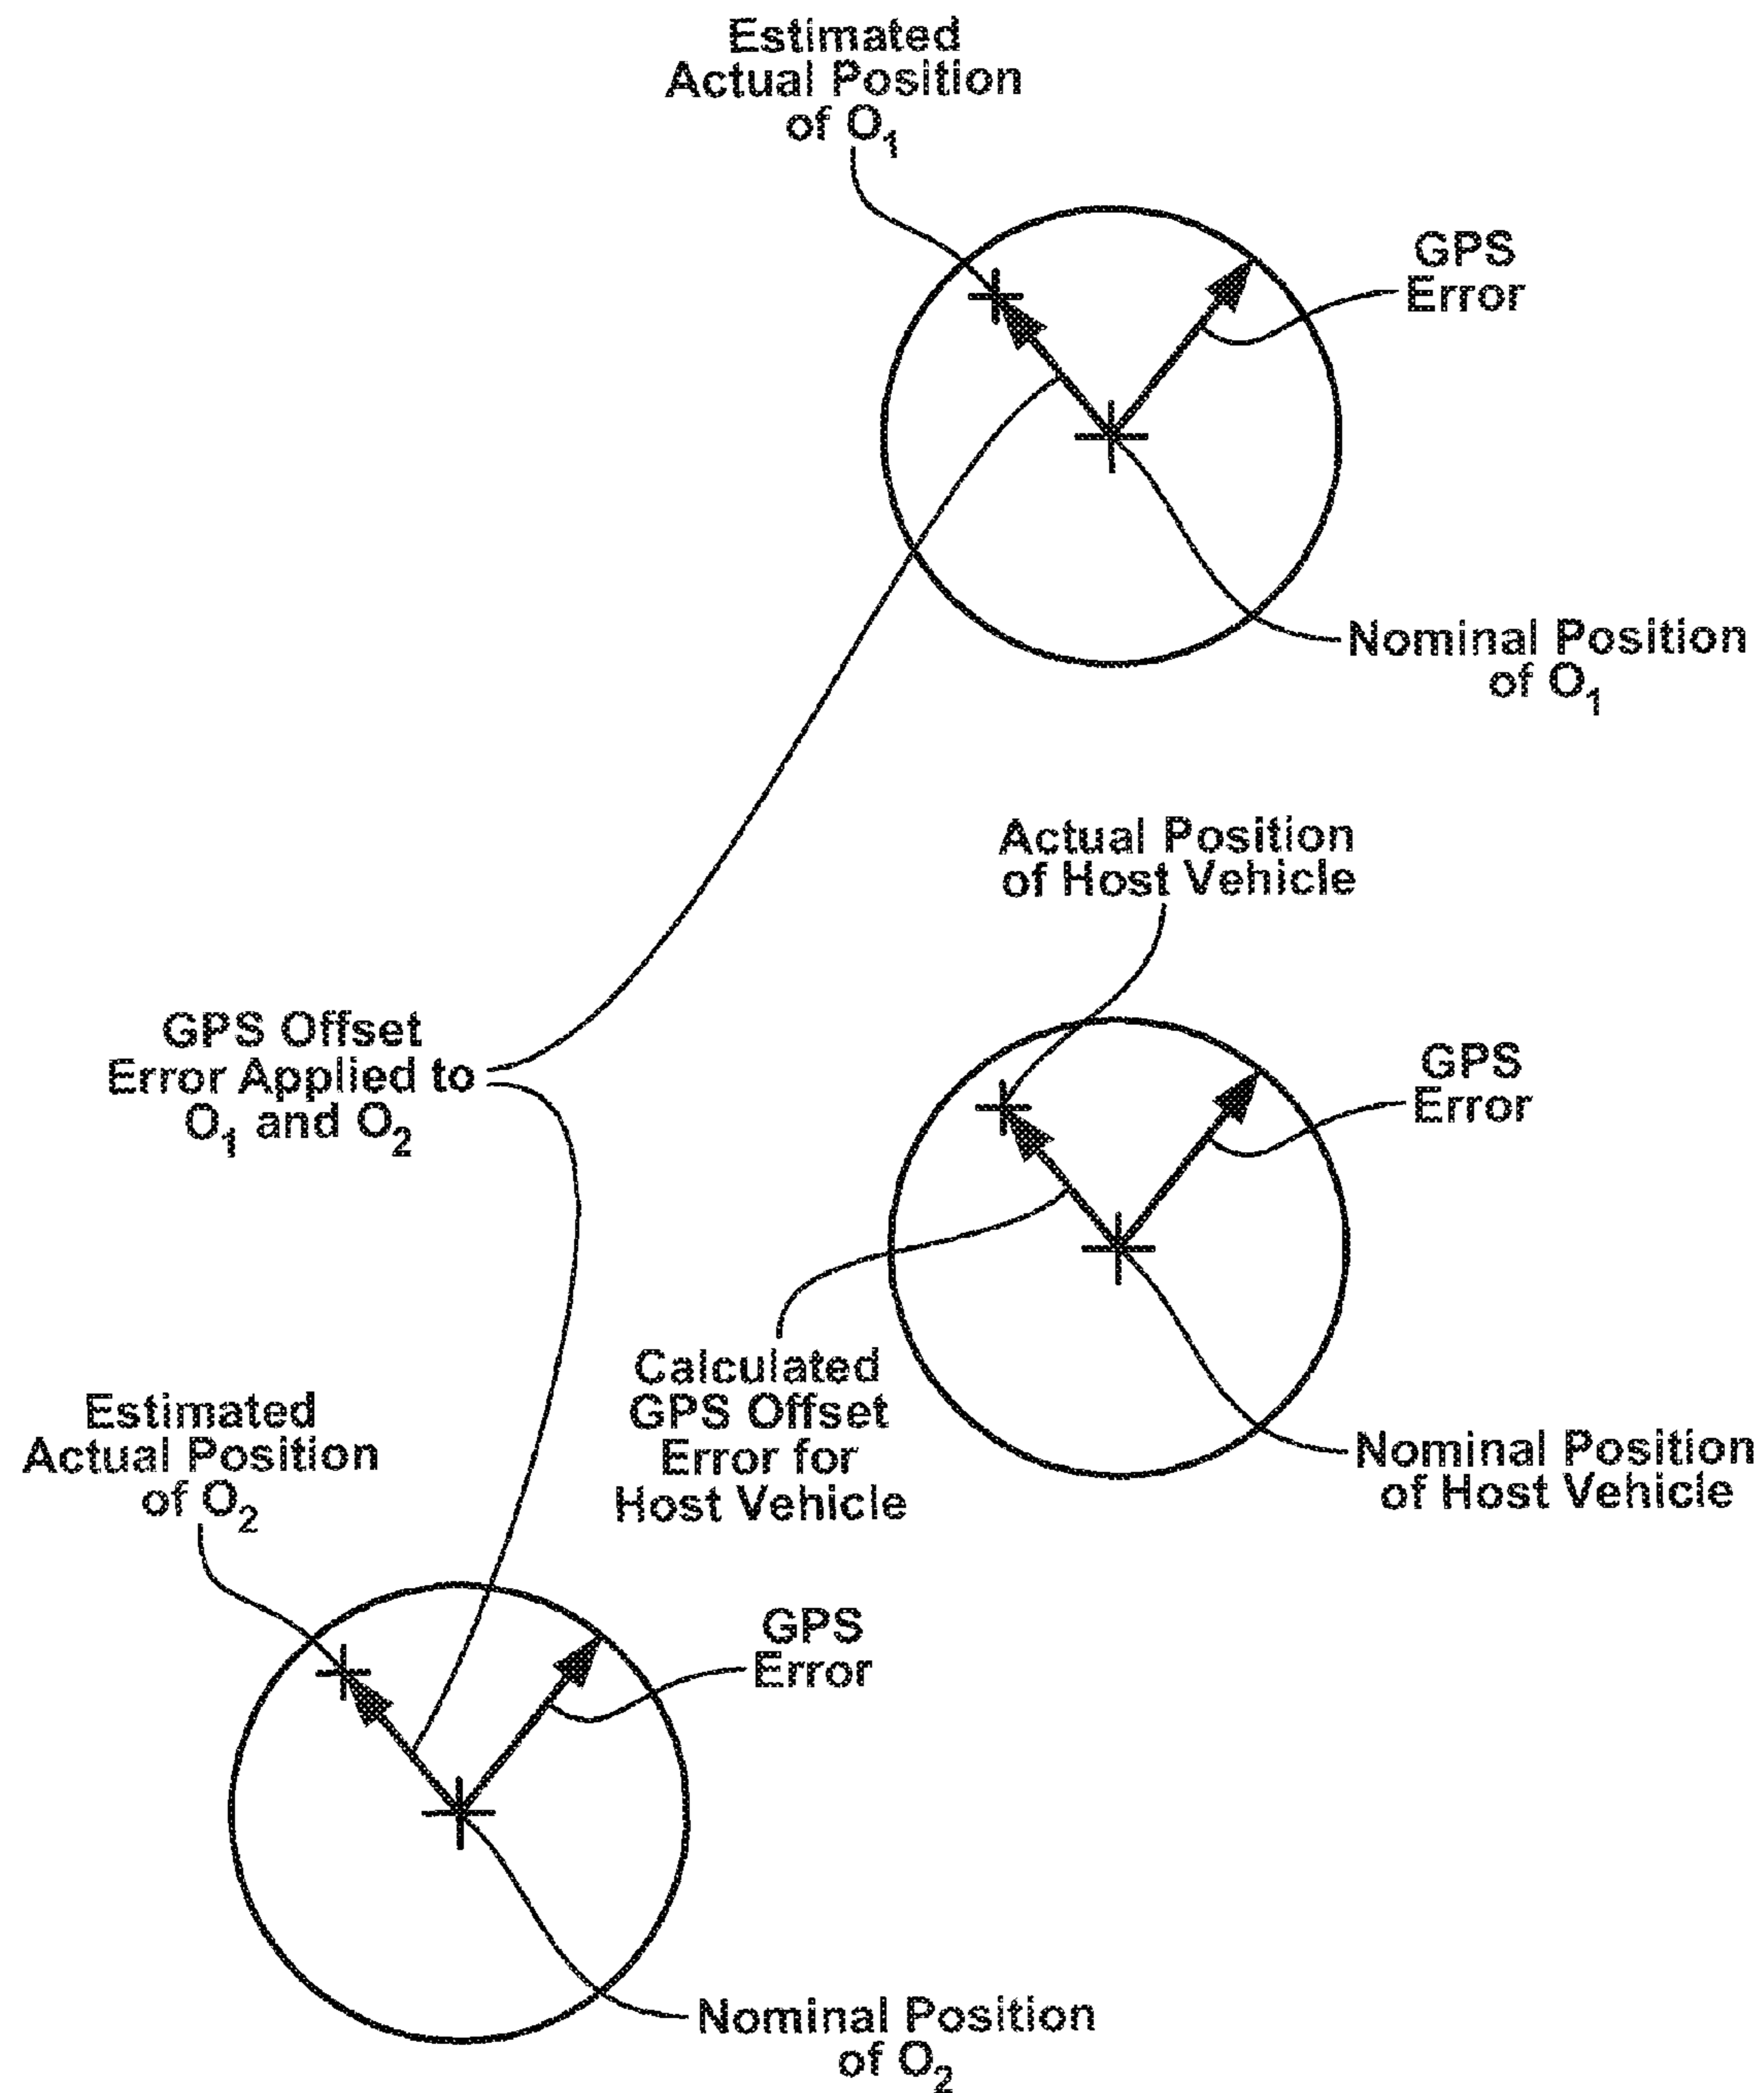 Estimated
Actual Position
of O₁
GPS
Error
Nominal Position
of O₁
Actual Position
of Host Vehicle
GPS Offset
Error Applied to
O₁ and O₂
GPS
Error
Calculated
GPS Offset
Error for
Host Vehicle
Nominal Position
of Host Vehicle
Estimated
Actual Position
of O₂
GPS
Error
Nominal Position
of O₂